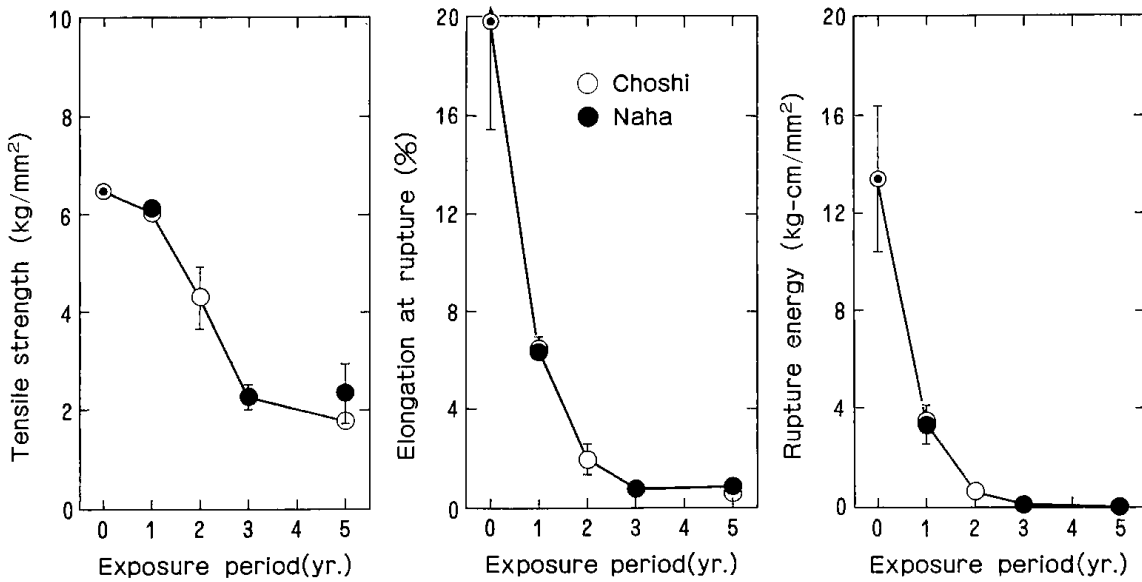 Tensile strength (kg/mm²)
10
8
6
4
2
0
0 1 2 3 4 5
Exposure period(yr.)
Elongation at rupture (%)
20
16
12
8
4
0
Choshi
Naha
0 1 2 3 4 5
Exposure period(yr.)
Rupture energy (kg-cm/mm²)
20
16
12
8
4
0
0 1 2 3 4 5
Exposure period(yr.)